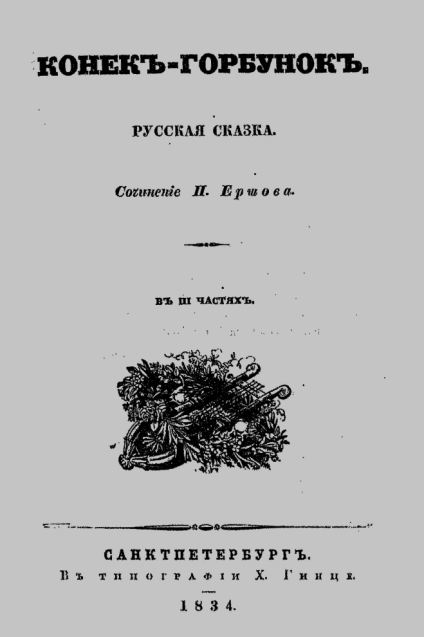 КОНЕКЪ-ГОРБУНОКЪ.
РУССКАЯ СКАЗКА.
Сочиненіе П. Ершова.
ВЪ III ЧАСТЯХЪ.
САНКТПЕТЕРБУРГЪ.
Въ типографіи Х. Гинце.
1834.